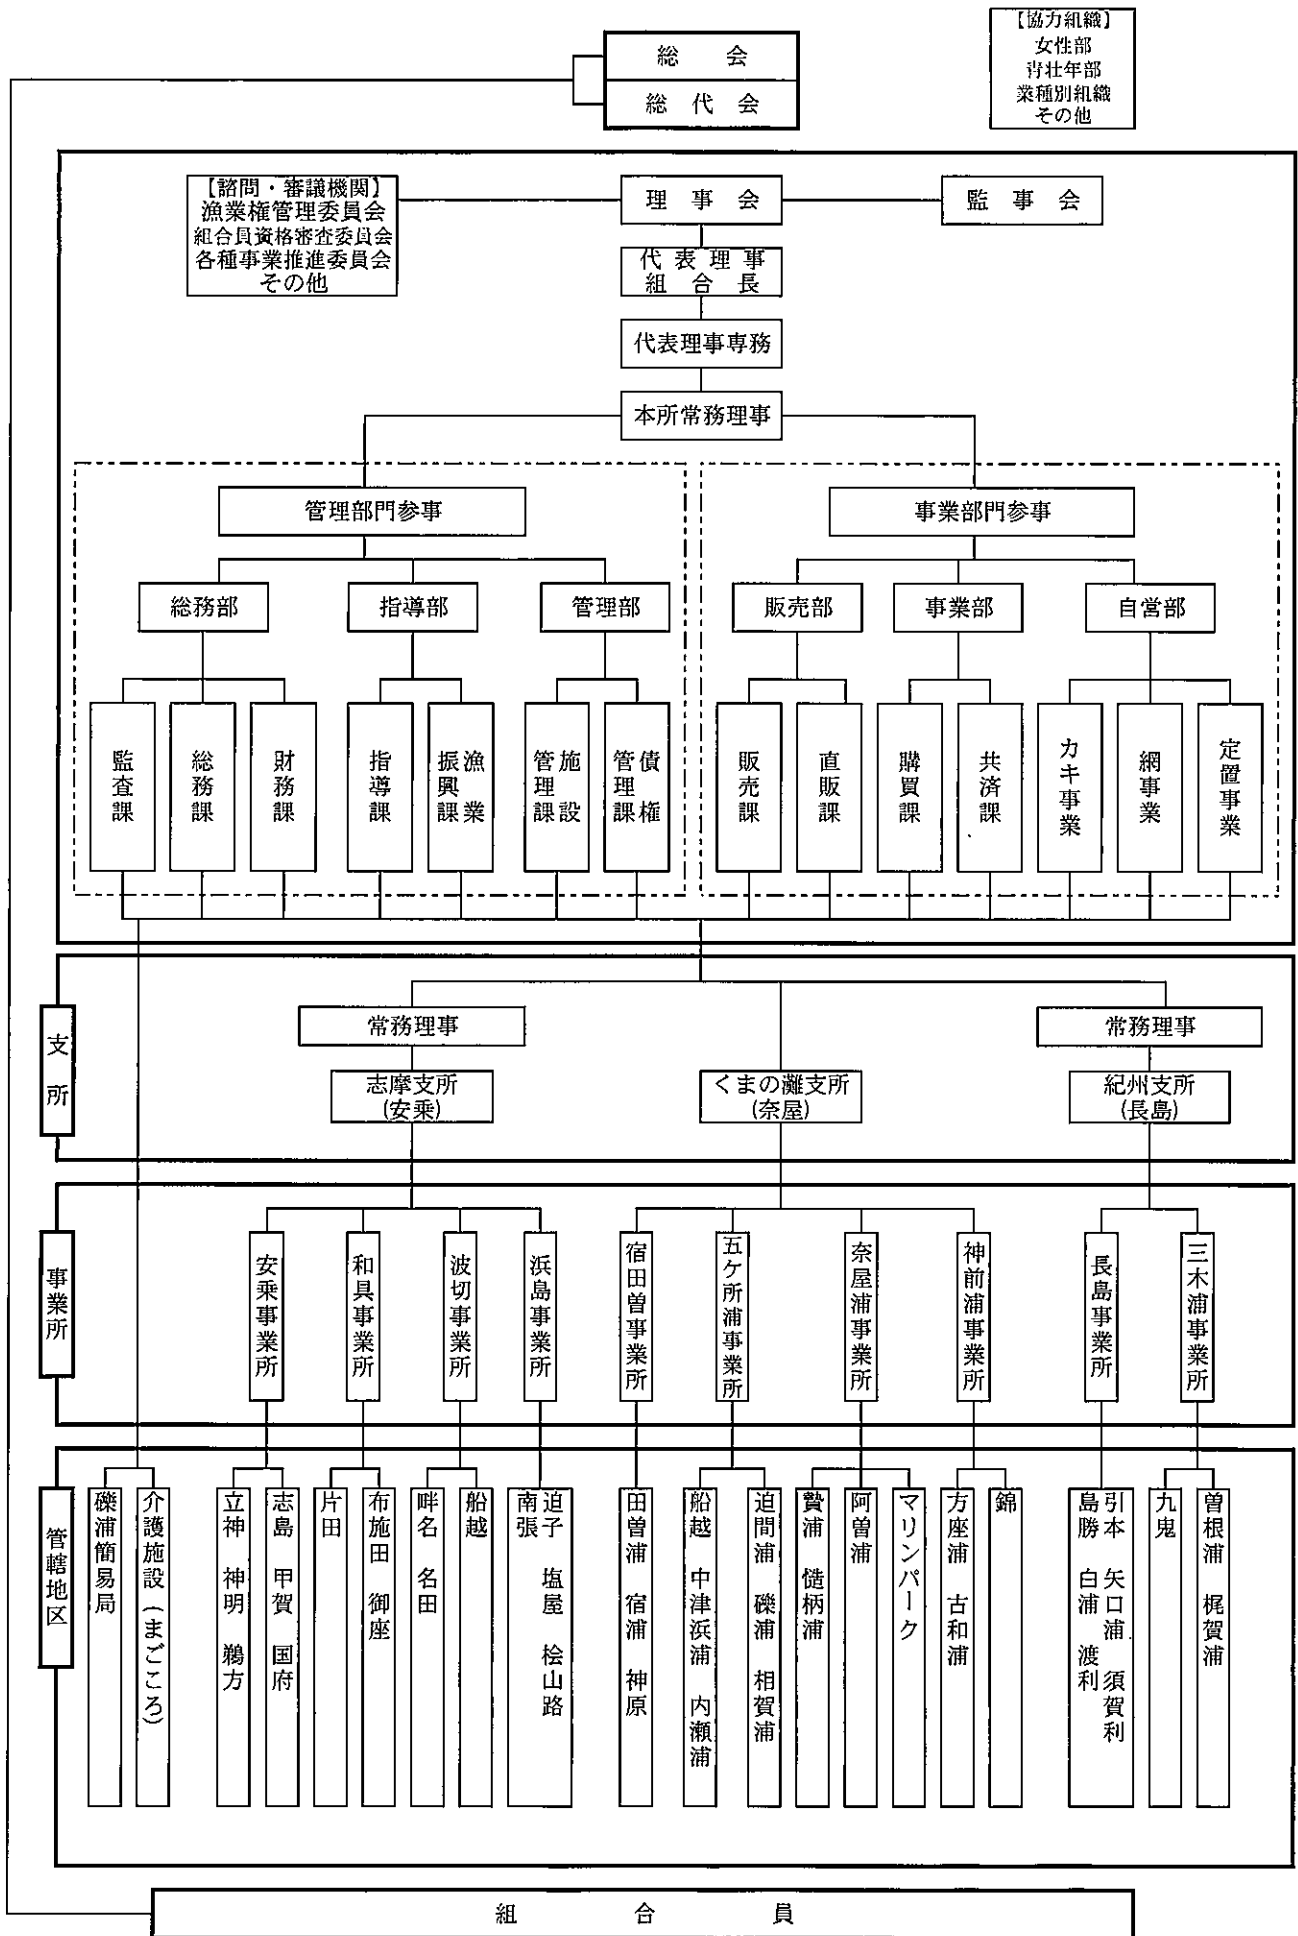 総会
総代会
【協力組織】
女性部
青壮年部
業種別組織
その他
【諮問・審議機関】
漁業権管理委員会
組合員資格審査委員会
各種事業推進委員会
その他
理事会
監事会
代表理事
組合長
代表理事専務
本所常務理事
管理部門参事
事業部門参事
総務部
指導部
管理部
販売部
事業部
自営部
監査課
総務課
財務課
指導課
漁業
振興課
施設
管理課
債権
管理課
販売課
直販課
購買課
共済課
カキ事業
網事業
定置事業
支所
常務理事
常務理事
志摩支所
(安乗)
くまの灘支所
(奈屋)
紀州支所
(長島)
事業所
安乗事業所
和具事業所
波切事業所
浜島事業所
宿田曽事業所
五ケ所浦事業所
奈屋浦事業所
神前浦事業所
長島事業所
三木浦事業所
管轄地区
礫浦簡易局
介護施設(まごころ)
立神 神明 鵜方
志島 甲賀 国府
片田
布施田 御座
畔名 名田
船越
迫子 塩屋 桧山路
南張
田曽浦 宿浦 神原
船越 中津浜浦 内瀬浦
迫間浦 礫浦 相賀浦
贄浦 慥柄浦
阿曽浦
マリンパーク
方座浦 古和浦
錦
引本 矢口浦 須賀利
島勝 白浦 渡利
九鬼
曽根浦 梶賀浦
組合員